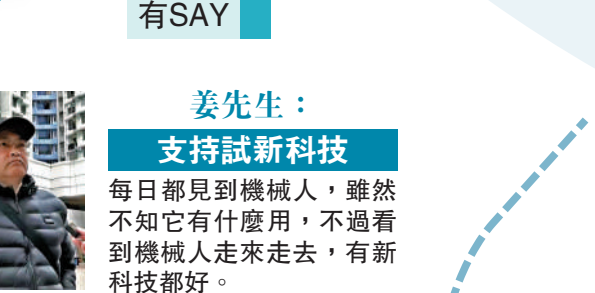 有SAY
姜先生：
支持試新科技
每日都見到機械人，雖然
不知它有什麼用，不過看
到機械人走來走去，有新
科技都好。